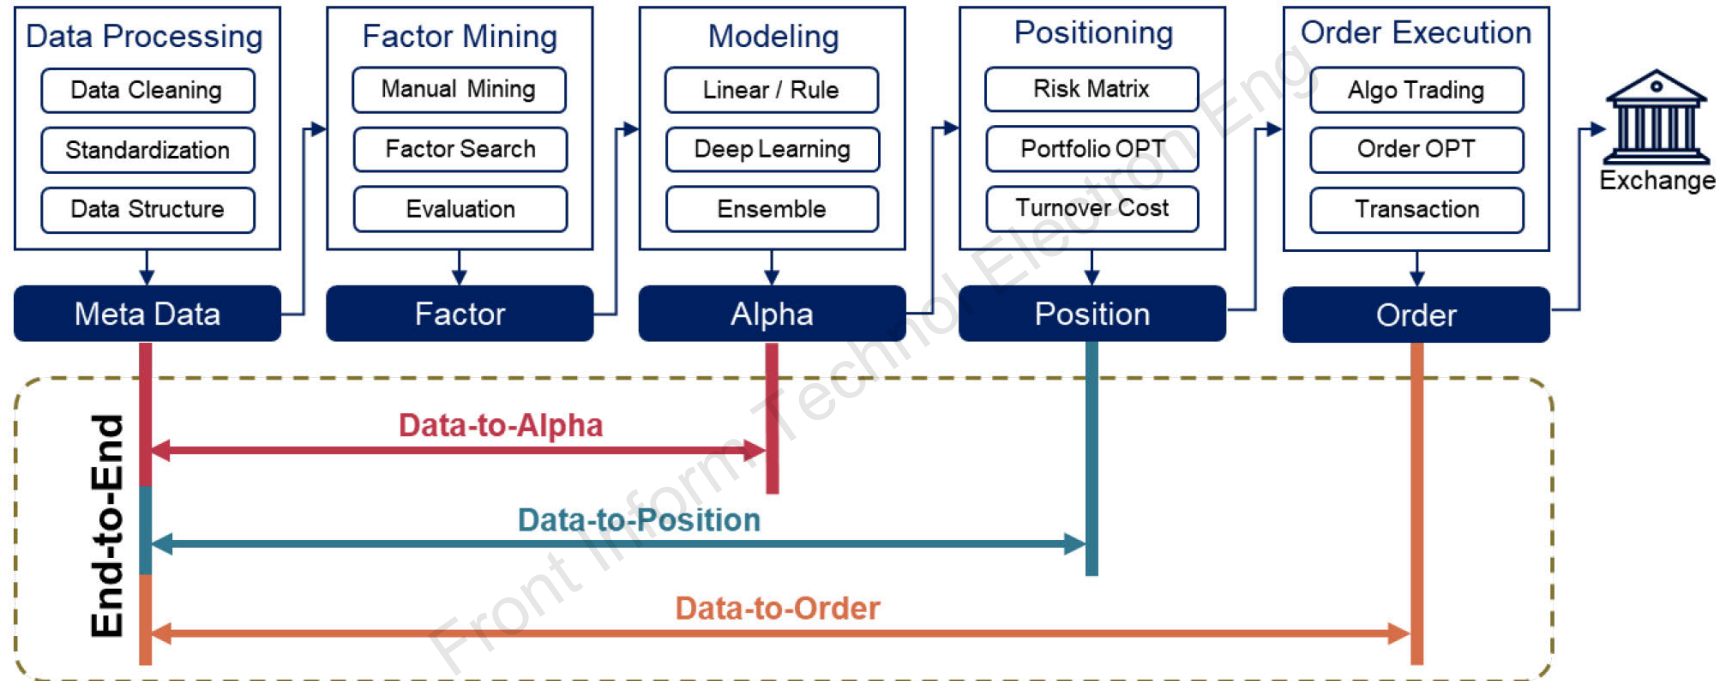 Data Processing
Data Cleaning
Standardization
Data Structure
Meta Data
Factor Mining
Manual Mining
Factor Search
Evaluation
Factor
Modeling
Linear / Rule
Deep Learning
Ensemble
Alpha
Positioning
Risk Matrix
Portfolio OPT
Turnover Cost
Position
Order Execution
Algo Trading
Order OPT
Transaction
Order
Exchange
End-to-End
Data-to-Alpha
Data-to-Position
Data-to-Order
Front Inform Technol Electron Eng